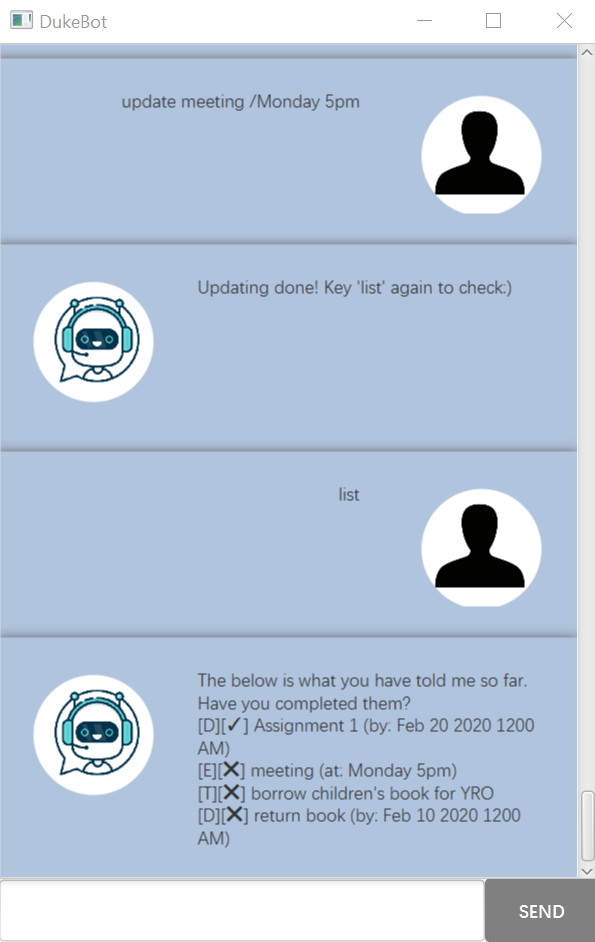 DukeBot
update meeting /Monday 5pm
Updating done! Key 'list' again to check:)
list
The below is what you have told me so far.
Have you completed them?
[D][✓] Assignment 1 (by: Feb 20 2020 1200
AM)
[E][✗] meeting (at: Monday 5pm)
[T][✗] borrow children's book for YRO
[D][✗] return book (by: Feb 10 2020 1200
AM)
SEND